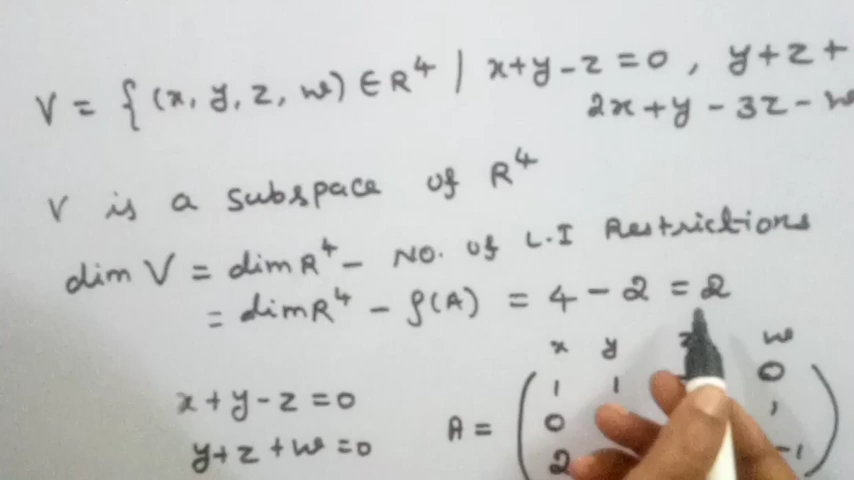 V = { (x, y, z, w) ∈ R⁴ | x+y-z=0, y+z+
2x+y-3z-w
V is a subspace of R⁴
dim V = dim R⁴ - No. of L.I Restrictions
= dim R⁴ - ρ(A) = 4 - 2 = 2
x y z w
x+y-z=0
1 1 0
A =
0 1
y+z+w=0
2 -1